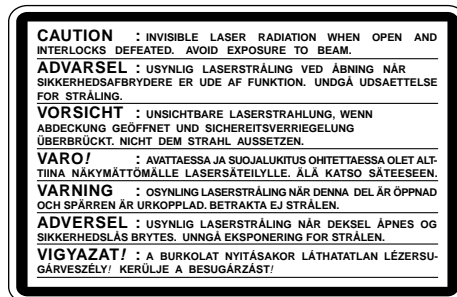 CAUTION : INVISIBLE LASER RADIATION WHEN OPEN AND
INTERLOCKS DEFEATED. AVOID EXPOSURE TO BEAM.
ADVARSEL : USYNLIG LASERSTRÅLING VED ÅBNING NÅR
SIKKERHEDSAFBRYDERE ER UDE AF FUNKTION. UNDGÅ UDSAETTELSE
FOR STRÅLING.
VORSICHT : UNSICHTBARE LASERSTRAHLUNG, WENN
ABDECKUNG GEÖFFNET UND SICHEREITSVERRIEGELUNG
ÜBERBRÜCKT. NICHT DEM STRAHL AUSSETZEN.
VARO! : AVATTAESSA JA SUOJALUKITUS OHITETTAESSA OLET ALT-
TIINA NÄKYMÄTTÖMÄLLE LASERSÄTEILYLLE. ÄLÄ KATSO SÄTEESEEN.
VARNING : OSYNLING LASERSTRÅLNING NÄR DENNA DEL ÄR ÖPPNAD
OCH SPÄRREN ÄR URKOPPLAD. BETRAKTA EJ STRÅLEN.
ADVERSEL : USYNLIG LASERSTRÅLING NÅR DEKSEL ÅPNES OG
SIKKERHEDSLÅS BRYTES. UNNGÅ EKSPONERING FOR STRÅLEN.
VIGYAZAT! : A BURKOLAT NYITÁSAKOR LÁTHATATLAN LÉZERSU-
GÁRVESZÉLY! KERÜLJE A BESUGÁRZÁST!